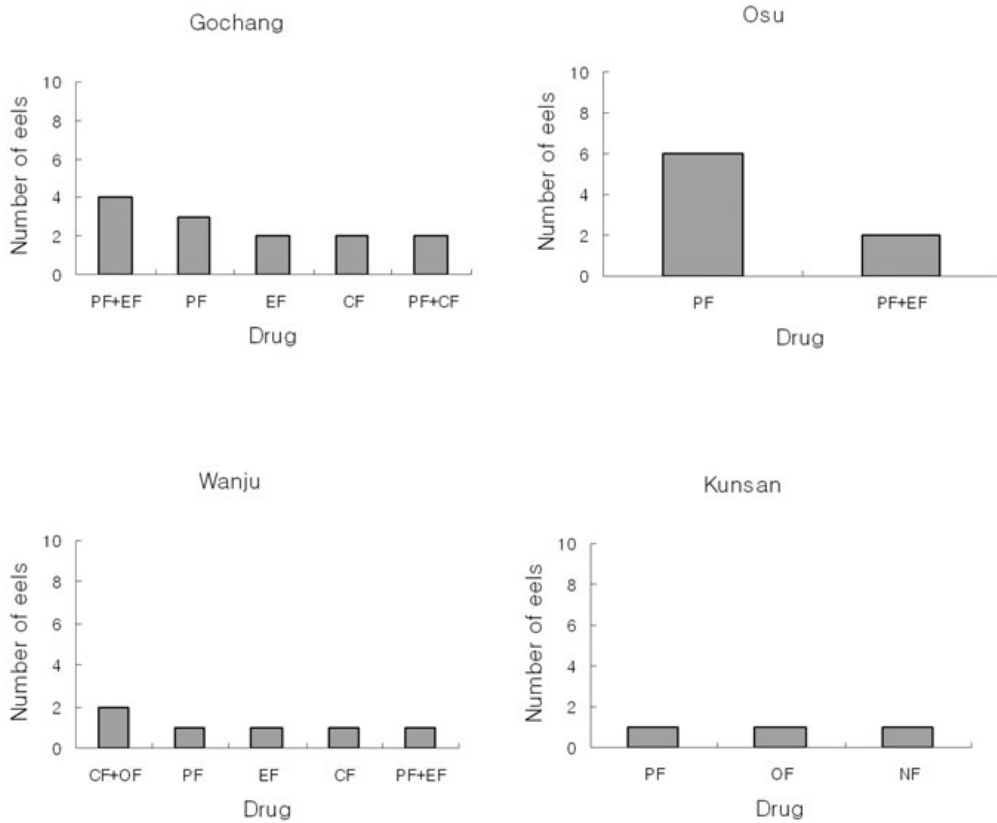 Gochang
Number of eels
10
8
6
4
2
0
PF+EF PF EF CF PF+CF
Drug
Osu
Number of eels
10
8
6
4
2
0
PF PF+EF
Drug
Wanju
Number of eels
10
8
6
4
2
0
CF+OF PF EF CF PF+EF
Drug
Kunsan
Number of eels
10
8
6
4
2
0
PF OF NF
Drug